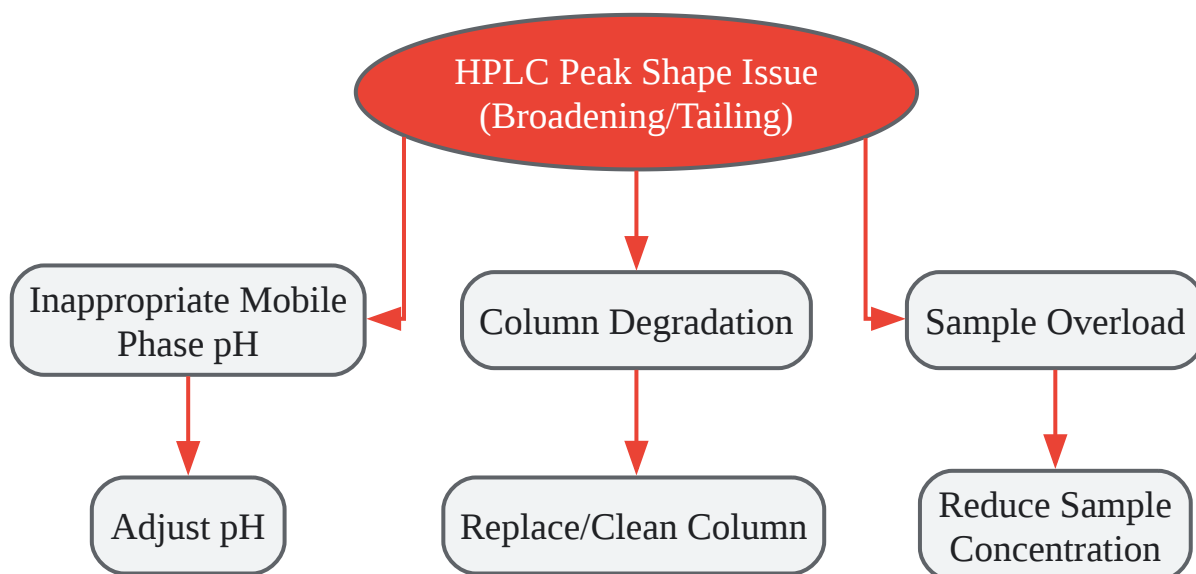 HPLC Peak Shape Issue
(Broadening/Tailing)
Inappropriate Mobile
Phase pH
Column Degradation
Sample Overload
Adjust pH
Replace/Clean Column
Reduce Sample
Concentration